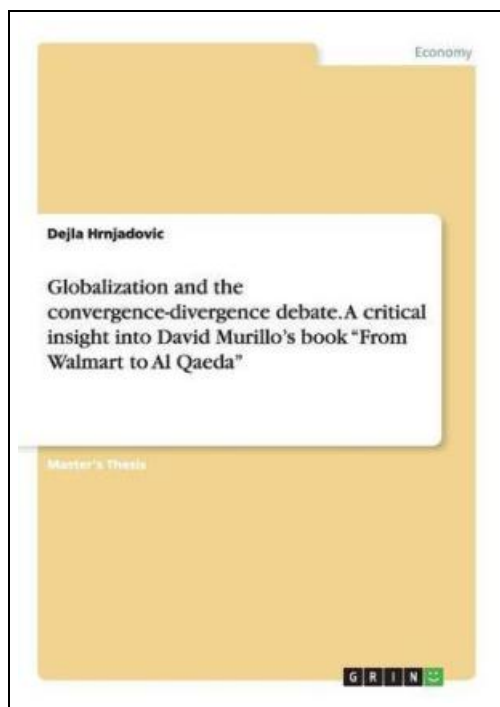 Economy
Dejla Hrnjadovic
Globalization and the
convergence-divergence debate. A critical
insight into David Murillo's book “From
Walmart to Al Qaeda”
Master's Thesis
GRIN